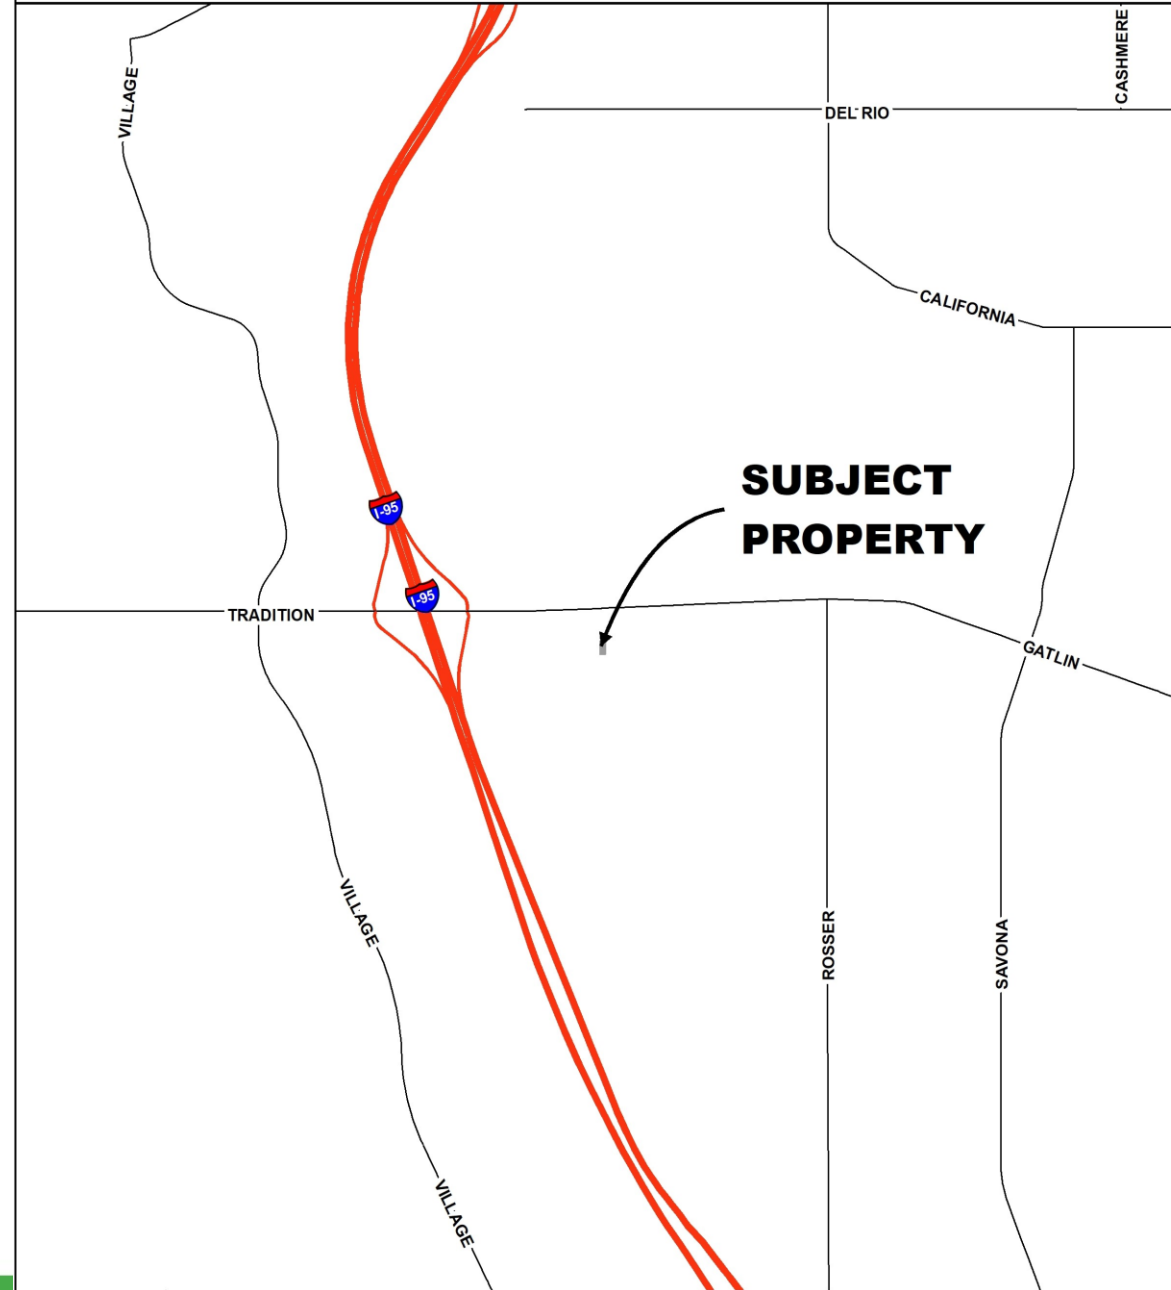 CASHMERE
VILLAGE
DEL RIO
CALIFORNIA
SUBJECT
PROPERTY
I-95
I-95
TRADITION
GATLIN
VILLAGE
ROSSER
SAVONA
VILLAGE